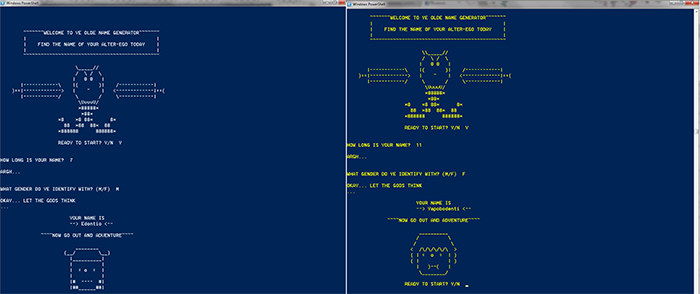 Windows PowerShell
~~~~~WELCOME TO YE OLDE NAME GENERATOR~~~~~
FIND THE NAME OF YOUR ALTER-EGO TODAY
READY TO START? Y/N Y
HOW LONG IS YOUR NAME? 7
ARGH...
WHAT GENDER DO YE IDENTIFY WITH? (M/F) M
OKAY... LET THE GODS THINK
...
YOUR NAME IS
--> Edentio <--
~~~~NOW GO OUT AND ADVENTURE~~~~
Windows PowerShell
~~~~~WELCOME TO YE OLDE NAME GENERATOR~~~~~
FIND THE NAME OF YOUR ALTER-EGO TODAY
READY TO START? Y/N Y
HOW LONG IS YOUR NAME? 11
ARGH...
WHAT GENDER DO YE IDENTIFY WITH? (M/F) F
OKAY... LET THE GODS THINK
...
YOUR NAME IS
--> Yapobodenti <--
~~~~NOW GO OUT AND ADVENTURE~~~~
READY TO START? Y/N